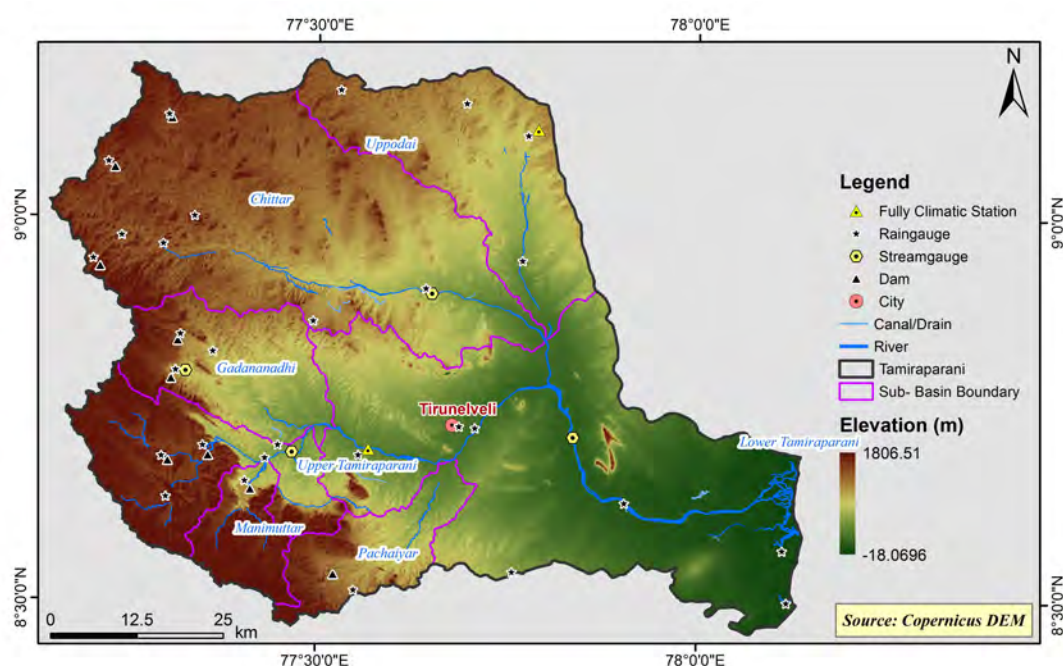 77°30'0"E
78°0'0"E
N
Uppodai
Chittar
9°0'0"N
9°0'0"N
Legend
Fully Climatic Station
Raingauge
Streamgauge
Dam
City
Canal/Drain
River
Tamiraparani
Sub- Basin Boundary
Gadananadhi
Tirunelveli
Elevation (m)
1806.51
-18.0696
Lower Tamiraparani
Upper Tamiraparani
Manimuttar
Pachaiyar
8°30'0"N
8°30'0"N
0 12.5 25
km
Source: Copernicus DEM
77°30'0"E
78°0'0"E